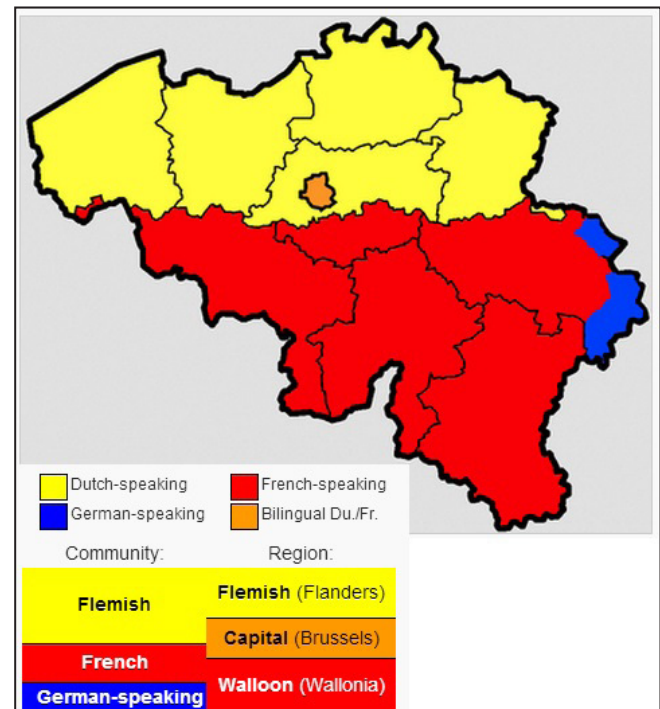 Dutch-speaking French-speaking
German-speaking Bilingual Du./Fr.
Community: Region:
Flemish
French
German-speaking
Flemish (Flanders)
Capital (Brussels)
Walloon (Wallonia)